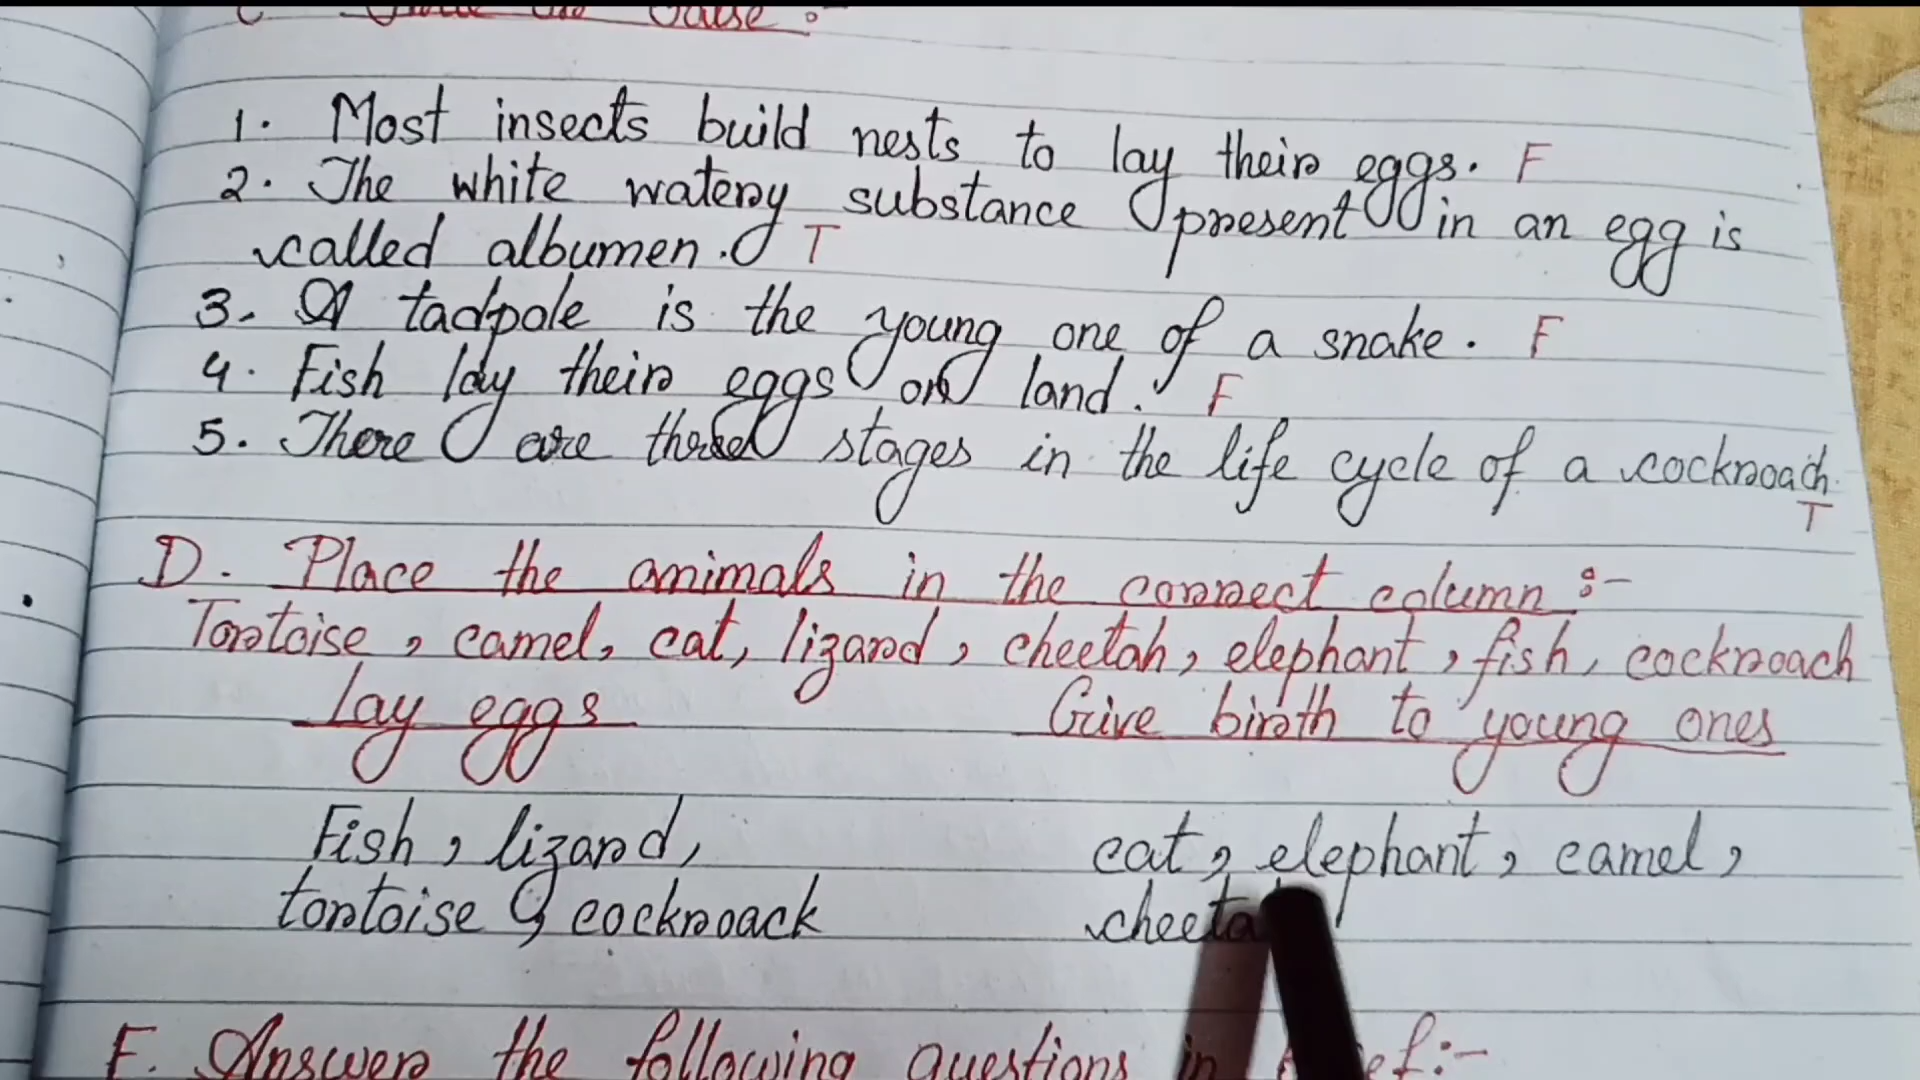 1. Most insects build nests to lay their eggs. F
2. The white watery substance present in an egg is
called albumen. T
3. A tadpole is the young one of a snake. F
4. Fish lay their eggs on land. F
5. There are three stages in the life cycle of a cockroach.
T
D. Place the animals in the correct column :-
Tortoise, camel, cat, lizard, cheetah, elephant, fish, cockroach
lay eggs Give birth to young ones
Fish, lizard, cat, elephant, camel,
tortoise, cockroack
Answer the following questions in